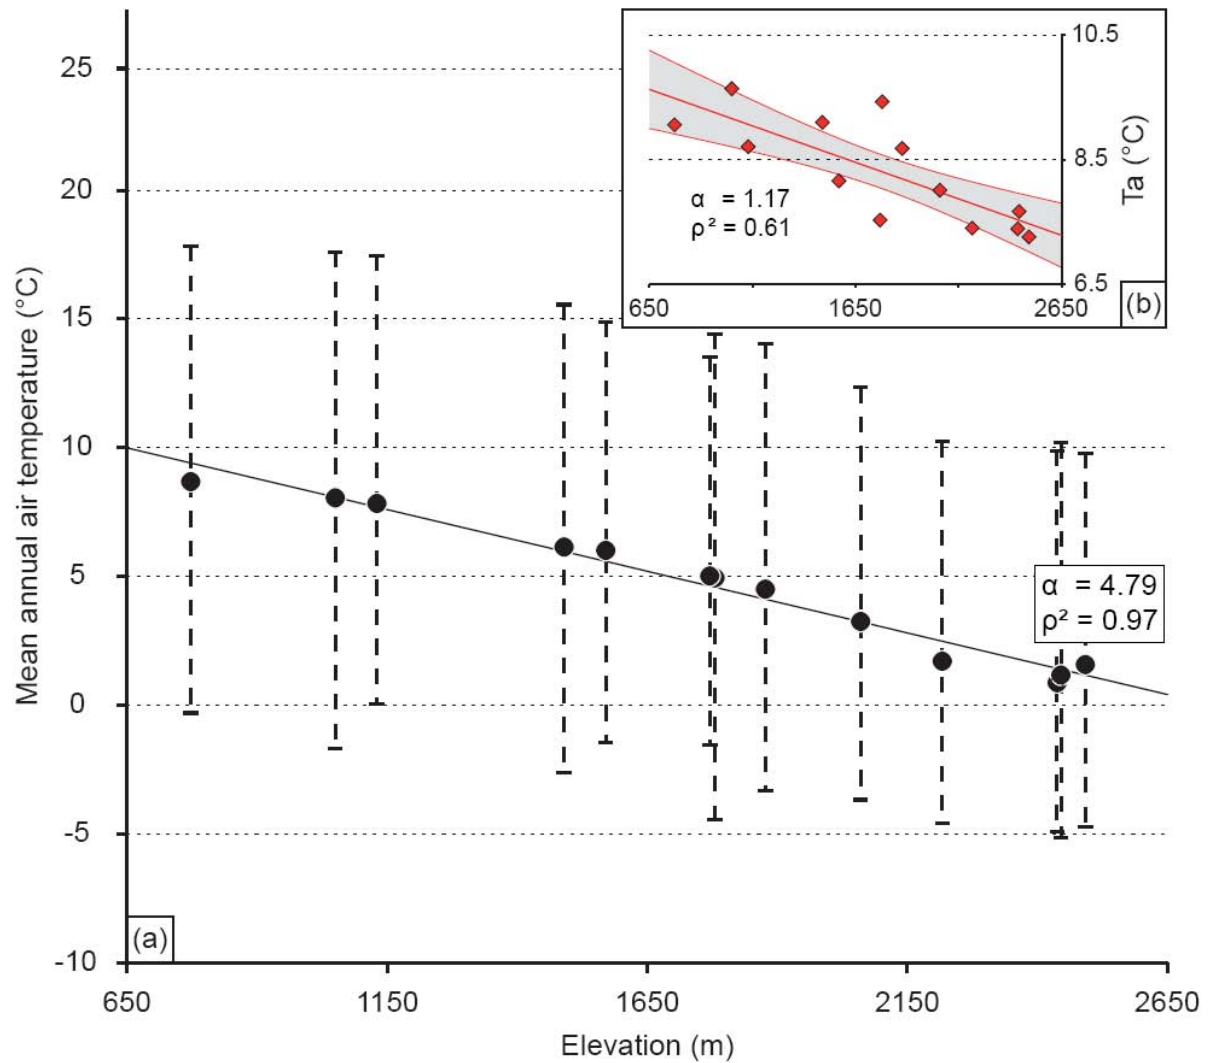 25
20
15
10
5
0
-5
-10
Mean annual air temperature (°C)
650
1150
1650
2150
2650
Elevation (m)
(a)
α = 4.79
ρ² = 0.97
10.5
8.5
6.5
Ta (°C)
α = 1.17
ρ² = 0.61
650
1650
2650
(b)